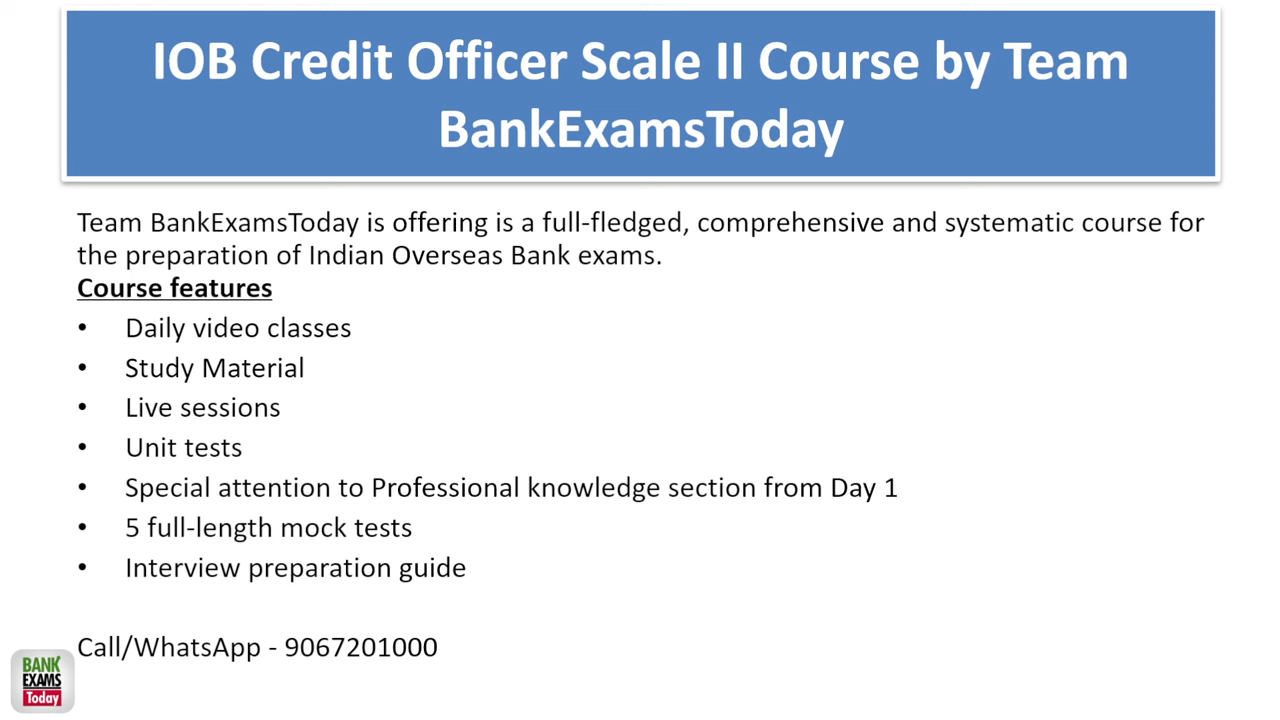 IOB Credit Officer Scale II Course by Team
BankExamsToday
Team BankExamsToday is offering is a full-fledged, comprehensive and systematic course for
the preparation of Indian Overseas Bank exams.
Course features
• Daily video classes
• Study Material
• Live sessions
• Unit tests
• Special attention to Professional knowledge section from Day 1
• 5 full-length mock tests
• Interview preparation guide
Call/WhatsApp - 9067201000
BANK
EXAMS
Today